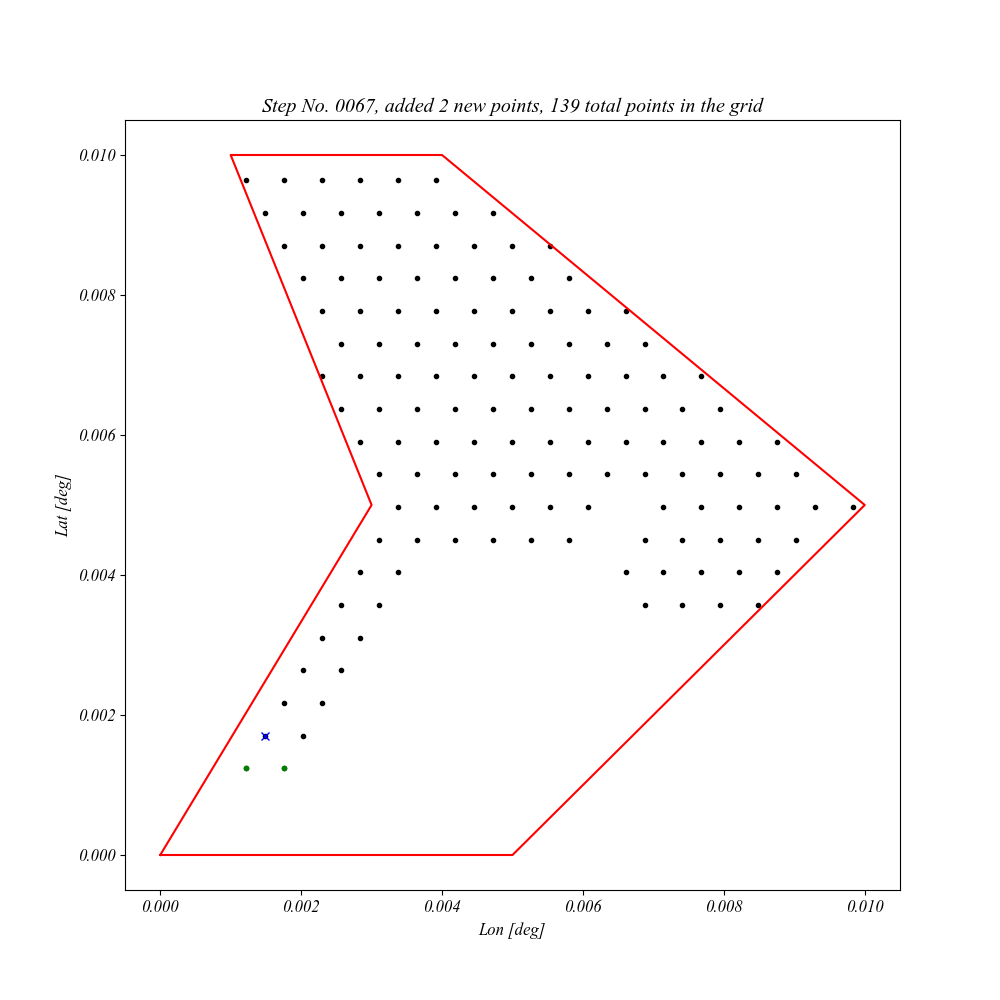 Step No. 0067, added 2 new points, 139 total points in the grid
0.010
0.008
0.006
0.004
0.002
0.000
Lat [deg]
0.000 0.002 0.004 0.006 0.008 0.010
Lon [deg]